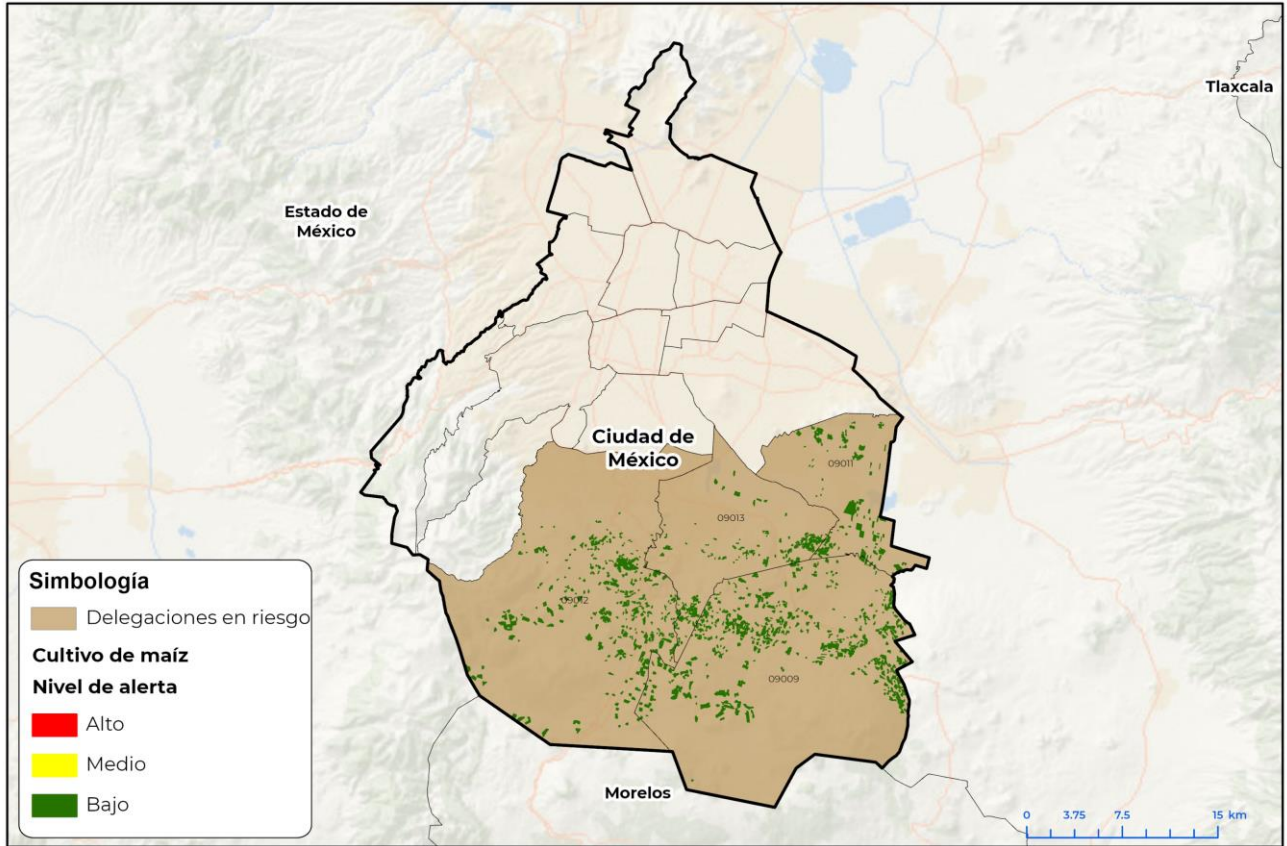 Tlaxcala
Estado de
México
Ciudad de
México
09011
09013
09012
09009
Morelos
Simbología
Delegaciones en riesgo
Cultivo de maíz
Nivel de alerta
Alto
Medio
Bajo
0 3.75 7.5 15 km